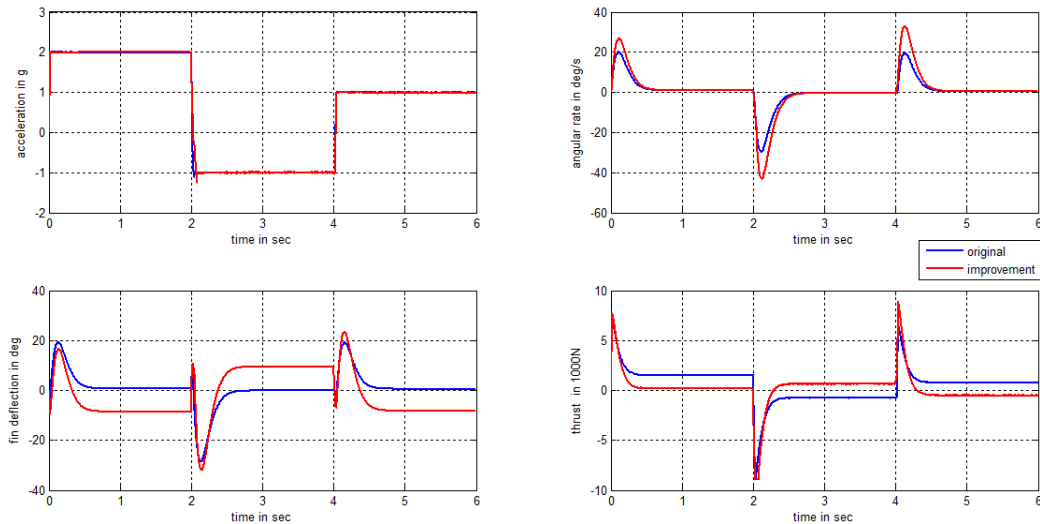 acceleration in g
3
2
1
0
-1
-2
0 1 2 3 4 5 6
time in sec
angular rate in deg/s
40
20
0
-20
-40
-60
0 1 2 3 4 5 6
time in sec
original
improvement
fin deflection in deg
40
20
0
-20
-40
0 1 2 3 4 5 6
time in sec
thrust in 1000N
10
5
0
-5
-10
0 1 2 3 4 5 6
time in sec